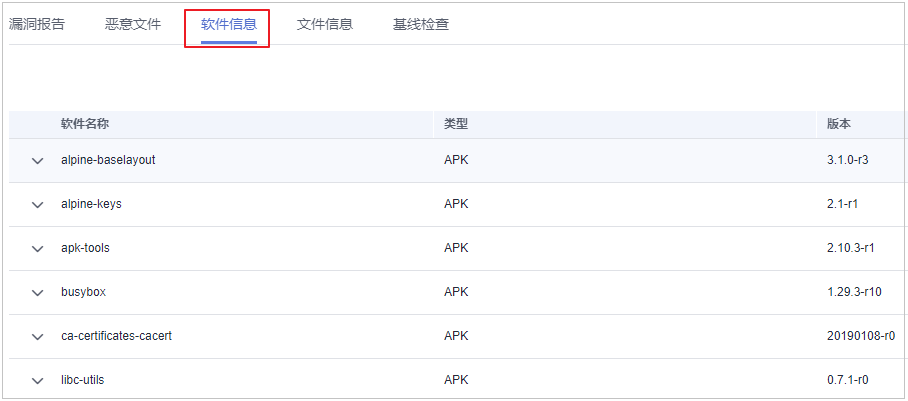 漏洞报告 恶意文件 软件信息 文件信息 基线检查
软件名称 类型 版本
alpine-baselayout APK 3.1.0-r3
alpine-keys APK 2.1-r1
apk-tools APK 2.10.3-r1
busybox APK 1.29.3-r10
ca-certificates-cacert APK 20190108-r0
libc-utils APK 0.7.1-r0